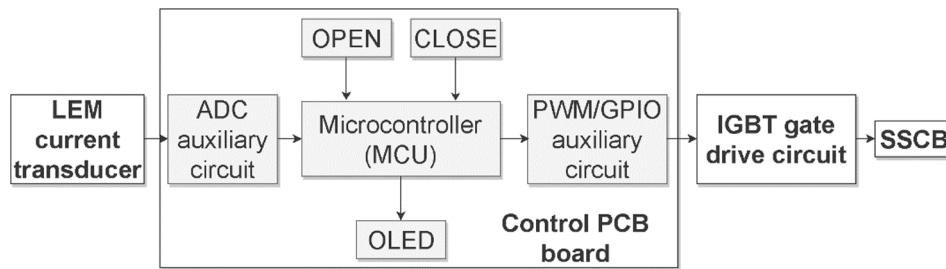 OPEN
CLOSE
LEM
current
transducer
ADC
auxiliary
circuit
Microcontroller
(MCU)
PWM/GPIO
auxiliary
circuit
IGBT gate
drive circuit
SSCB
OLED
Control PCB
board